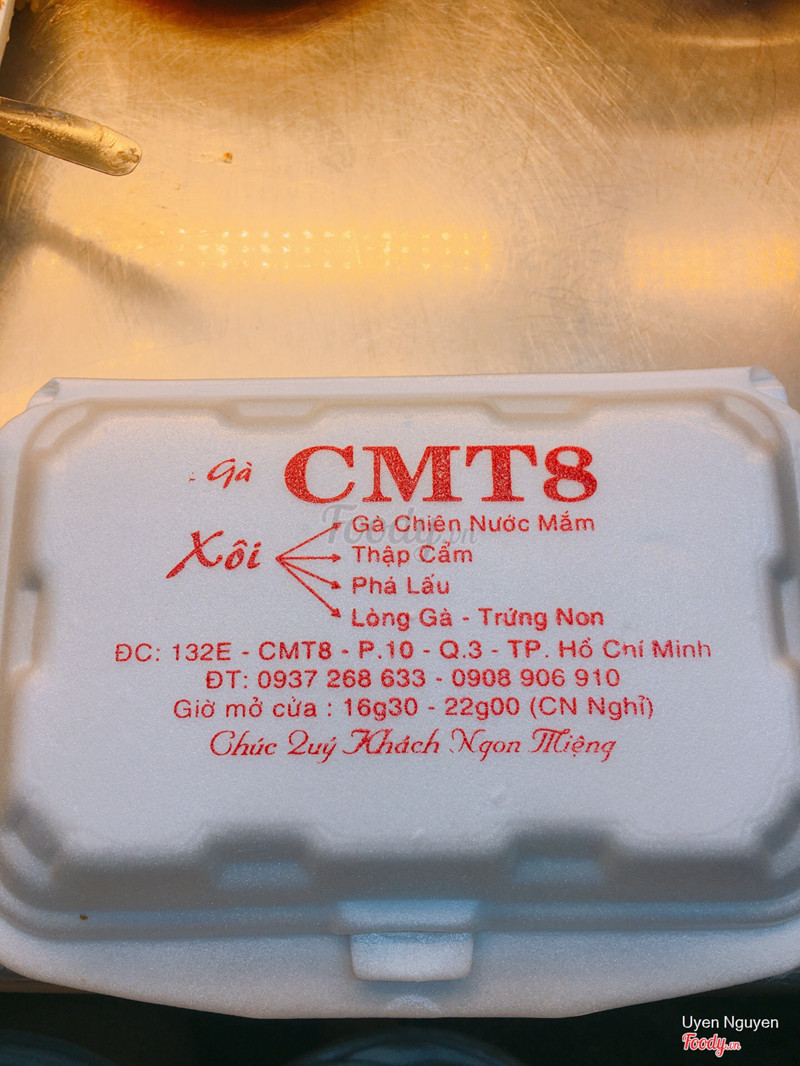 Gà CMT8
Gà Chiên Nước Mắm
Xôi
Thập Cẩm
Phá Lấu
Lòng Gà - Trứng Non
ĐC: 132E - CMT8 - P.10 - Q.3 - TP. Hồ Chí Minh
ĐT: 0937 268 633 - 0908 906 910
Giờ mở cửa : 16g30 - 22g00 (CN Nghỉ)
Chúc Quý Khách Ngon Miệng
Foody.vn
Uyen Nguyen
Foody.vn